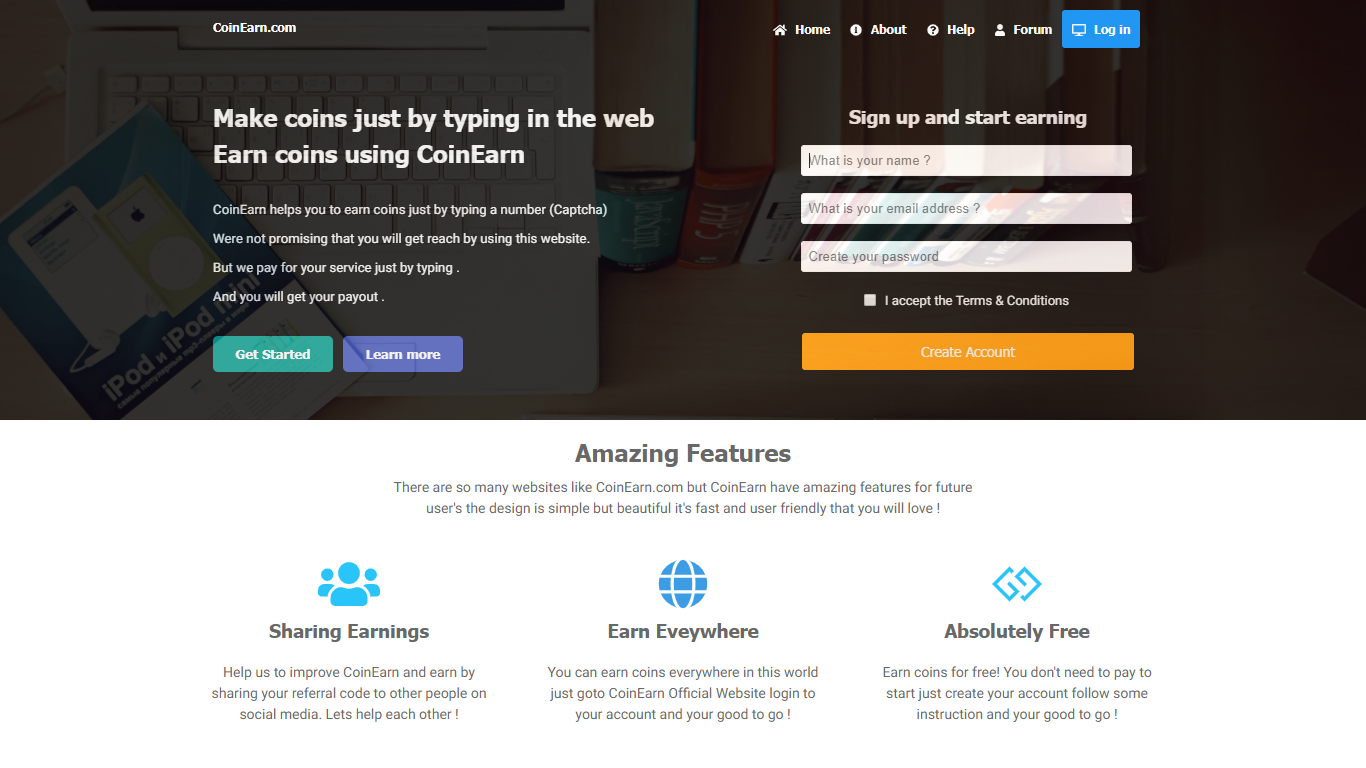 CoinEarn.com
Home
About
Help
Forum
Log in
Make coins just by typing in the web
Earn coins using CoinEarn
CoinEarn helps you to earn coins just by typing a number (Captcha)
Were not promising that you will get reach by using this website.
But we pay for your service just by typing .
And you will get your payout .
Get Started
Learn more
Sign up and start earning
What is your name ?
What is your email address ?
Create your password
I accept the Terms & Conditions
Create Account
iPod и iPod mini
Amazing Features
There are so many websites like CoinEarn.com but CoinEarn have amazing features for future
user's the design is simple but beautiful it's fast and user friendly that you will love !
Sharing Earnings
Help us to improve CoinEarn and earn by
sharing your referral code to other people on
social media. Lets help each other !
Earn Eveywhere
You can earn coins everywhere in this world
just goto CoinEarn Official Website login to
your account and your good to go !
Absolutely Free
Earn coins for free! You don't need to pay to
start just create your account follow some
instruction and your good to go !